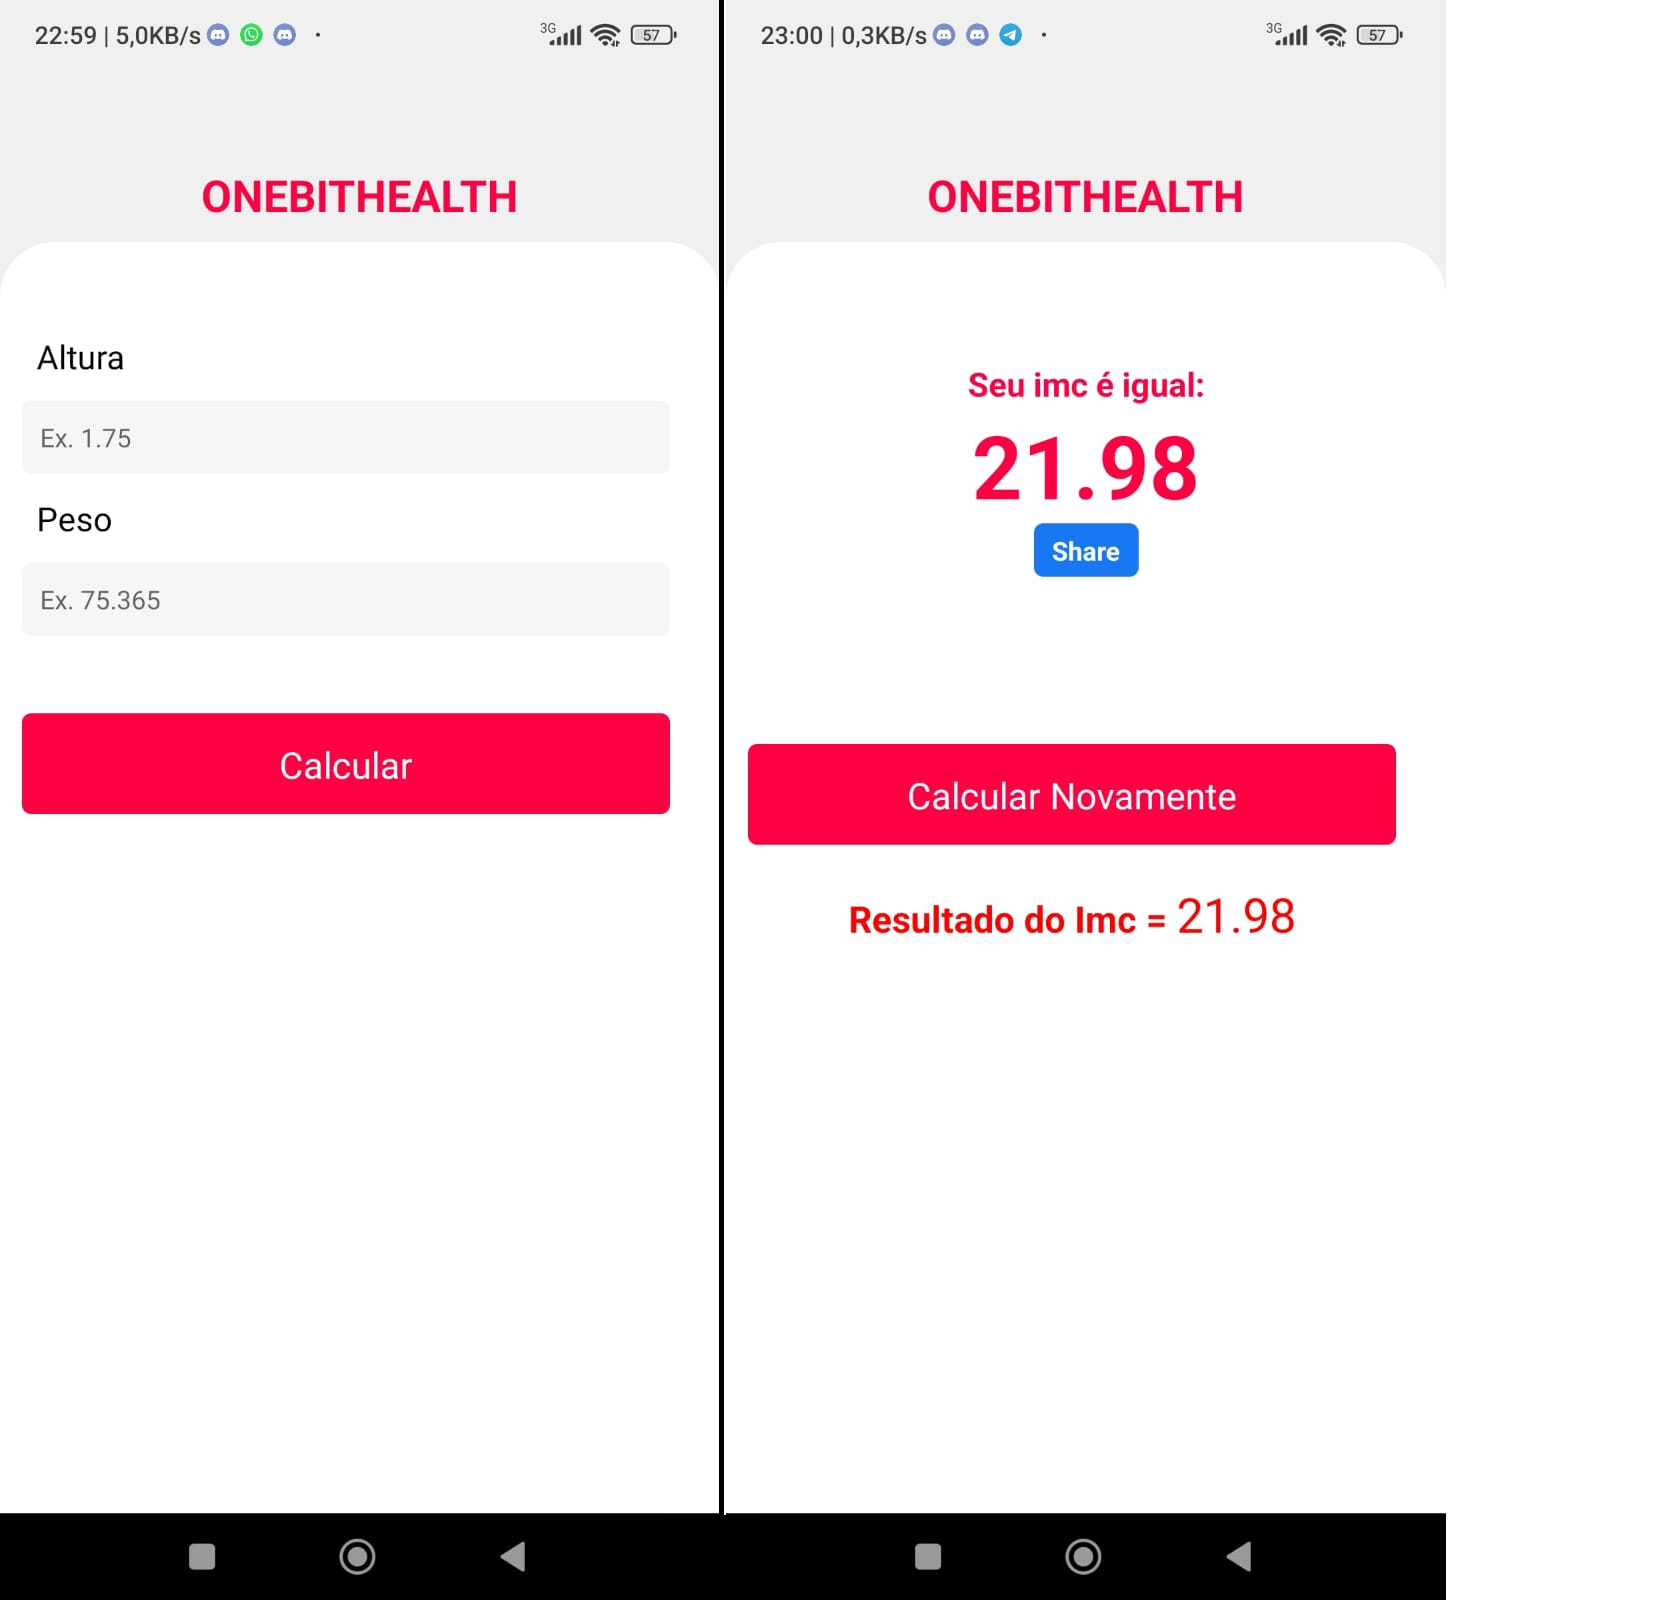 22:59 | 5,0KB/s
3G
57
ONEBITHEALTH
Altura
Ex. 1.75
Peso
Ex. 75.365
Calcular
23:00 | 0,3KB/s
3G
57
ONEBITHEALTH
Seu imc é igual:
21.98
Share
Calcular Novamente
Resultado do Imc = 21.98